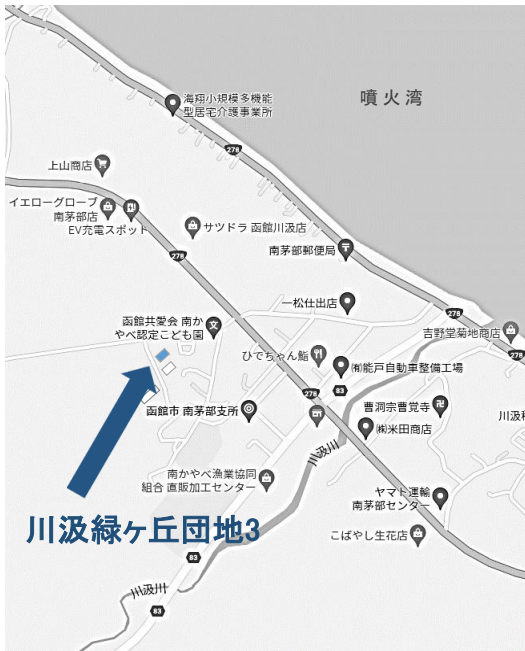 海翔小規模多機能
型居宅介護事業所
噴火湾
278
上山商店
イエローグローブ
南茅部店
EV充電スポット
サツドラ 函館川汲店
278
南茅部郵便局
一松仕出店
278
吉野堂菊地商店
278
函館共愛会 南か
やべ認定こども園
ひでちゃん鮨
㈲能戸自動車整備工場
278
83
曹洞宗曹覚寺
函館市 南茅部支所
㈱米田商店
川汲
川汲川
南かやべ漁業協同
組合 直販加工センター
ヤマト運輸
南茅部センター
川汲緑ヶ丘団地3
こばやし生花店
83
川汲川
83